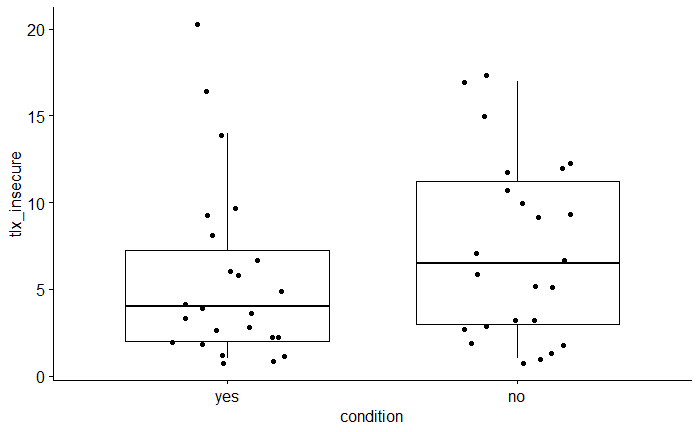 20
15
10
5
0
tlx_insecure
yes
no
condition